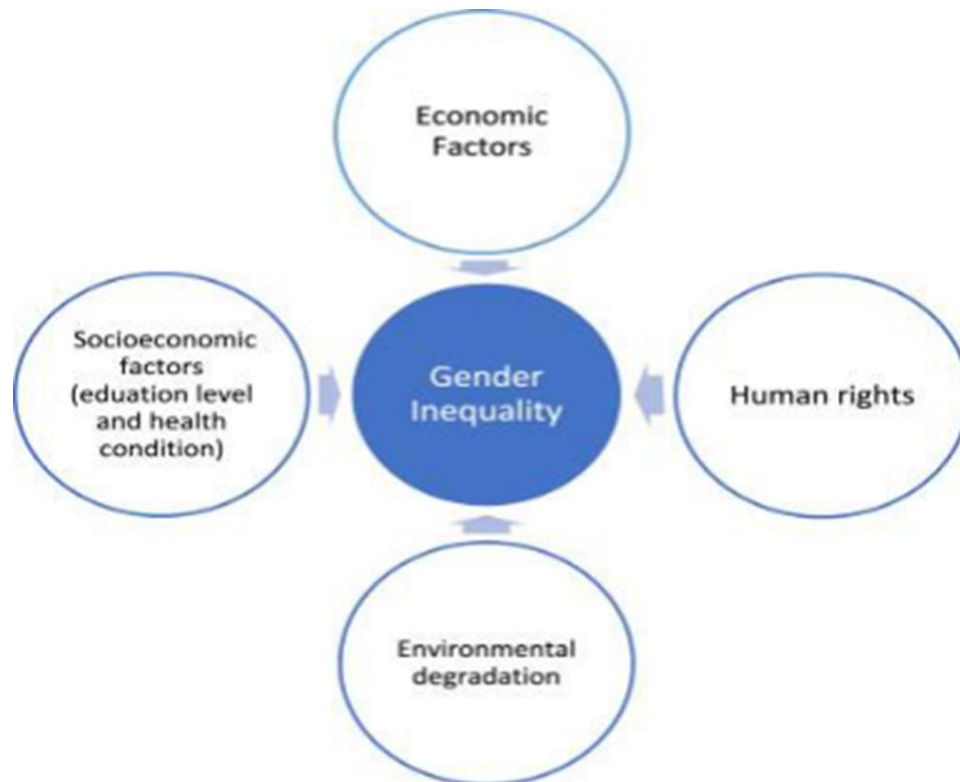 Economic
Factors
Socioeconomic
factors
(eduation level
and health
condition)
Gender
Inequality
Human rights
Environmental
degradation